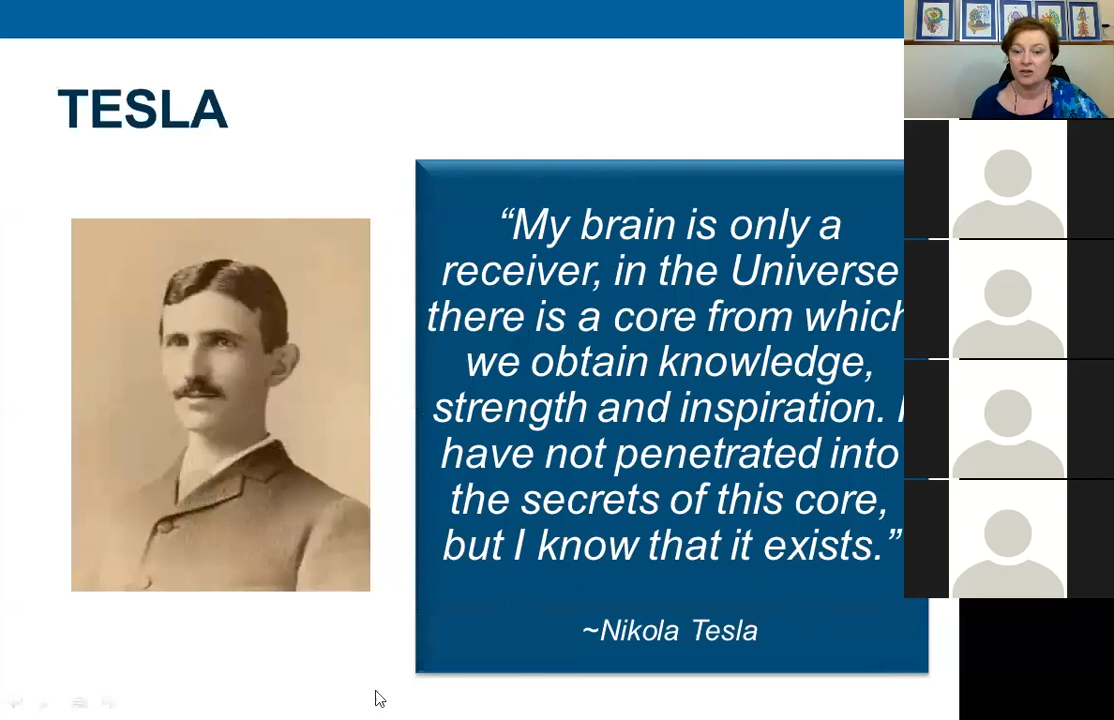 TESLA
“My brain is only a
receiver, in the Universe
there is a core from which
we obtain knowledge,
strength and inspiration. I
have not penetrated into
the secrets of this core,
but I know that it exists.”
~Nikola Tesla